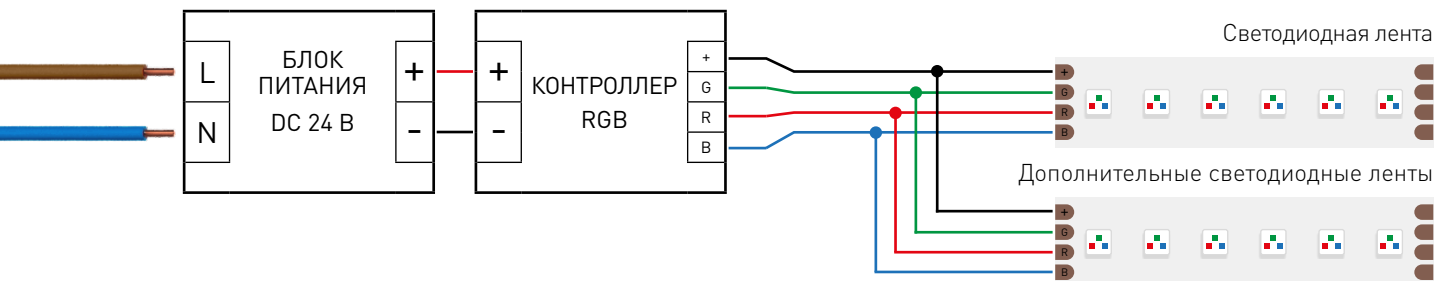 Светодиодная лента
L
N
БЛОК
ПИТАНИЯ
DC 24 В
+
-
+
-
КОНТРОЛЛЕР
RGB
+
G
R
B
+
G
R
B
Дополнительные светодиодные ленты
+
G
R
B